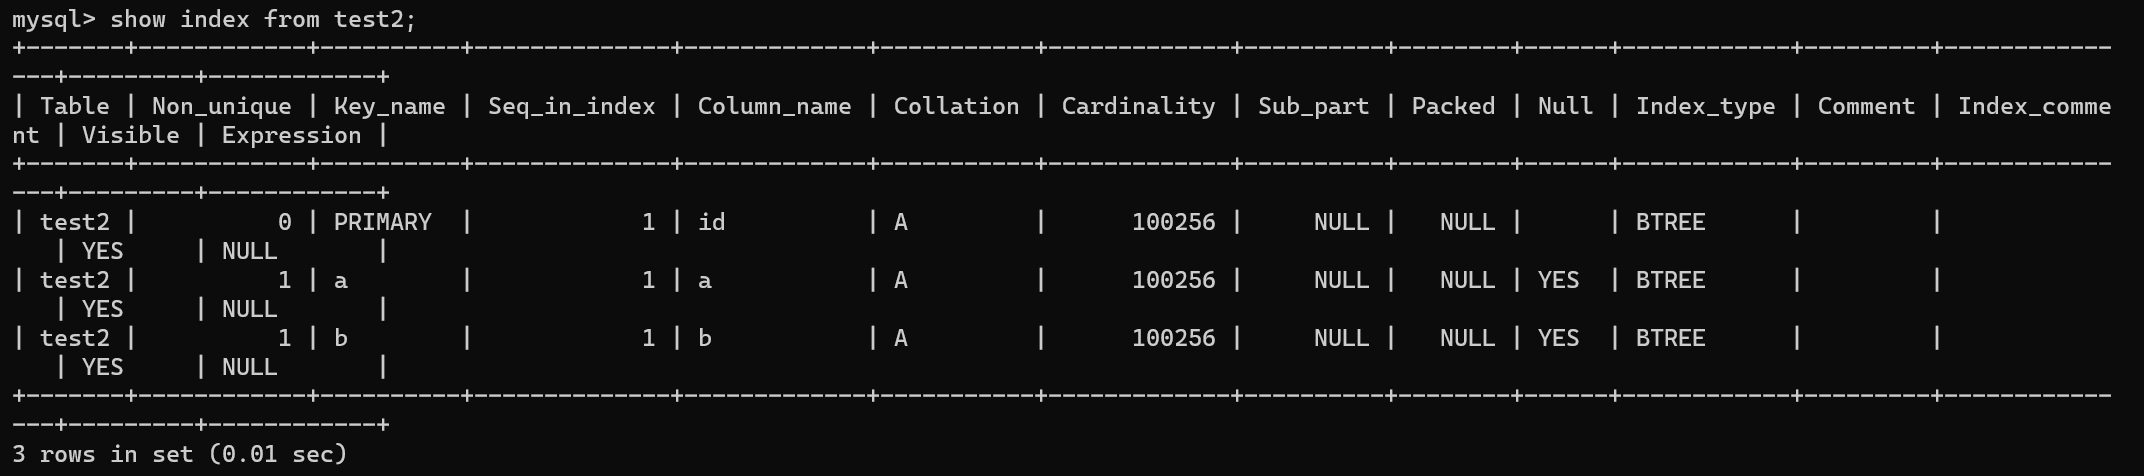 mysql> show index from test2;
+-------+------------+----------+--------------+-------------+-----------+-------------+----------+--------+------+------------+---------+------------
---+---------+------------+
| Table | Non_unique | Key_name | Seq_in_index | Column_name | Collation | Cardinality | Sub_part | Packed | Null | Index_type | Comment | Index_comme
nt | Visible | Expression |
+-------+------------+----------+--------------+-------------+-----------+-------------+----------+--------+------+------------+---------+------------
---+---------+------------+
| test2 |          0 | PRIMARY  |            1 | id          | A         |      100256 |     NULL |   NULL |      | BTREE      |         |
   | YES     | NULL       |
| test2 |          1 | a        |            1 | a           | A         |      100256 |     NULL |   NULL | YES  | BTREE      |         |
   | YES     | NULL       |
| test2 |          1 | b        |            1 | b           | A         |      100256 |     NULL |   NULL | YES  | BTREE      |         |
   | YES     | NULL       |
+-------+------------+----------+--------------+-------------+-----------+-------------+----------+--------+------+------------+---------+------------
---+---------+------------+
3 rows in set (0.01 sec)